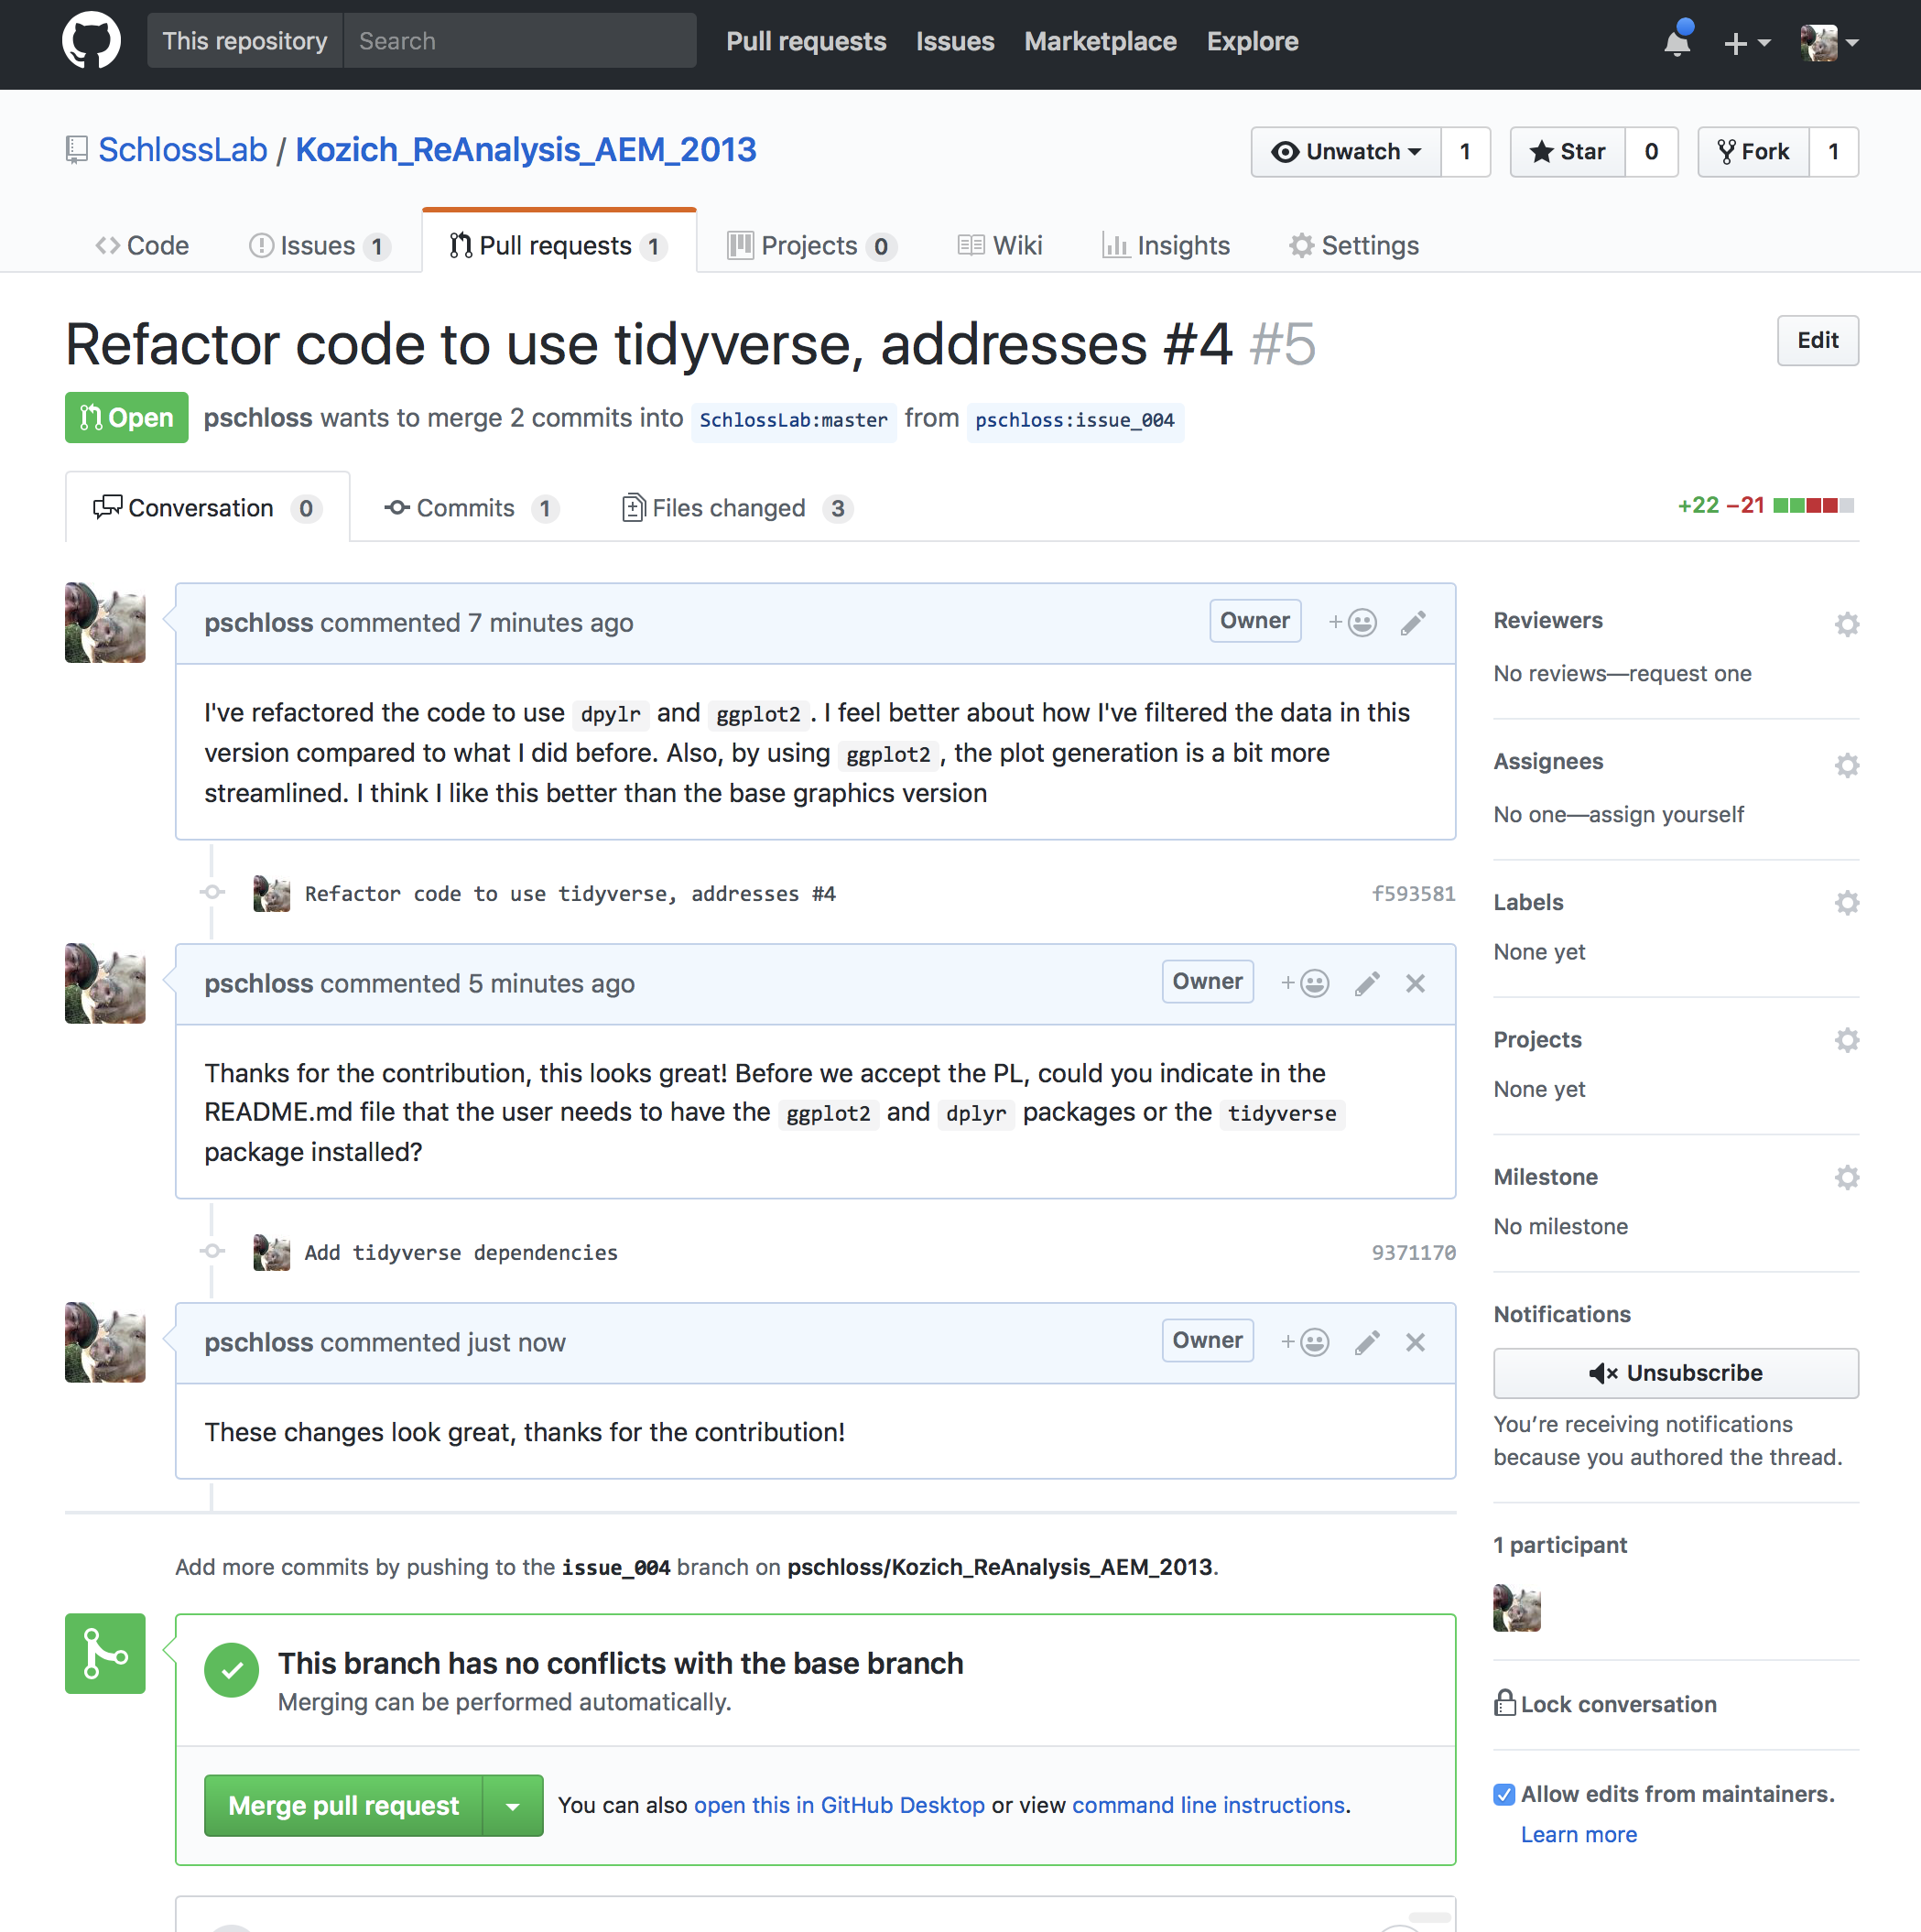 This repository Search Pull requests Issues Marketplace Explore
SchlossLab / Kozich_ReAnalysis_AEM_2013 Unwatch 1 Star 0 Fork 1
Code Issues 1 Pull requests 1 Projects 0 Wiki Insights Settings
Refactor code to use tidyverse, addresses #4 #5 Edit
Open pschloss wants to merge 2 commits into SchlossLab:master from pschloss:issue_004
Conversation 0 Commits 1 Files changed 3 +22 −21
pschloss commented 7 minutes ago Owner
I've refactored the code to use dpylr and ggplot2. I feel better about how I've filtered the data in this
version compared to what I did before. Also, by using ggplot2, the plot generation is a bit more
streamlined. I think I like this better than the base graphics version
Refactor code to use tidyverse, addresses #4 f593581
pschloss commented 5 minutes ago Owner
Thanks for the contribution, this looks great! Before we accept the PL, could you indicate in the
README.md file that the user needs to have the ggplot2 and dplyr packages or the tidyverse
package installed?
Add tidyverse dependencies 9371170
pschloss commented just now Owner
These changes look great, thanks for the contribution!
Add more commits by pushing to the issue_004 branch on pschloss/Kozich_ReAnalysis_AEM_2013.
This branch has no conflicts with the base branch
Merging can be performed automatically.
Merge pull request You can also open this in GitHub Desktop or view command line instructions.
Reviewers
No reviews—request one
Assignees
No one—assign yourself
Labels
None yet
Projects
None yet
Milestone
No milestone
Notifications
Unsubscribe
You’re receiving notifications
because you authored the thread.
1 participant
Lock conversation
Allow edits from maintainers.
Learn more